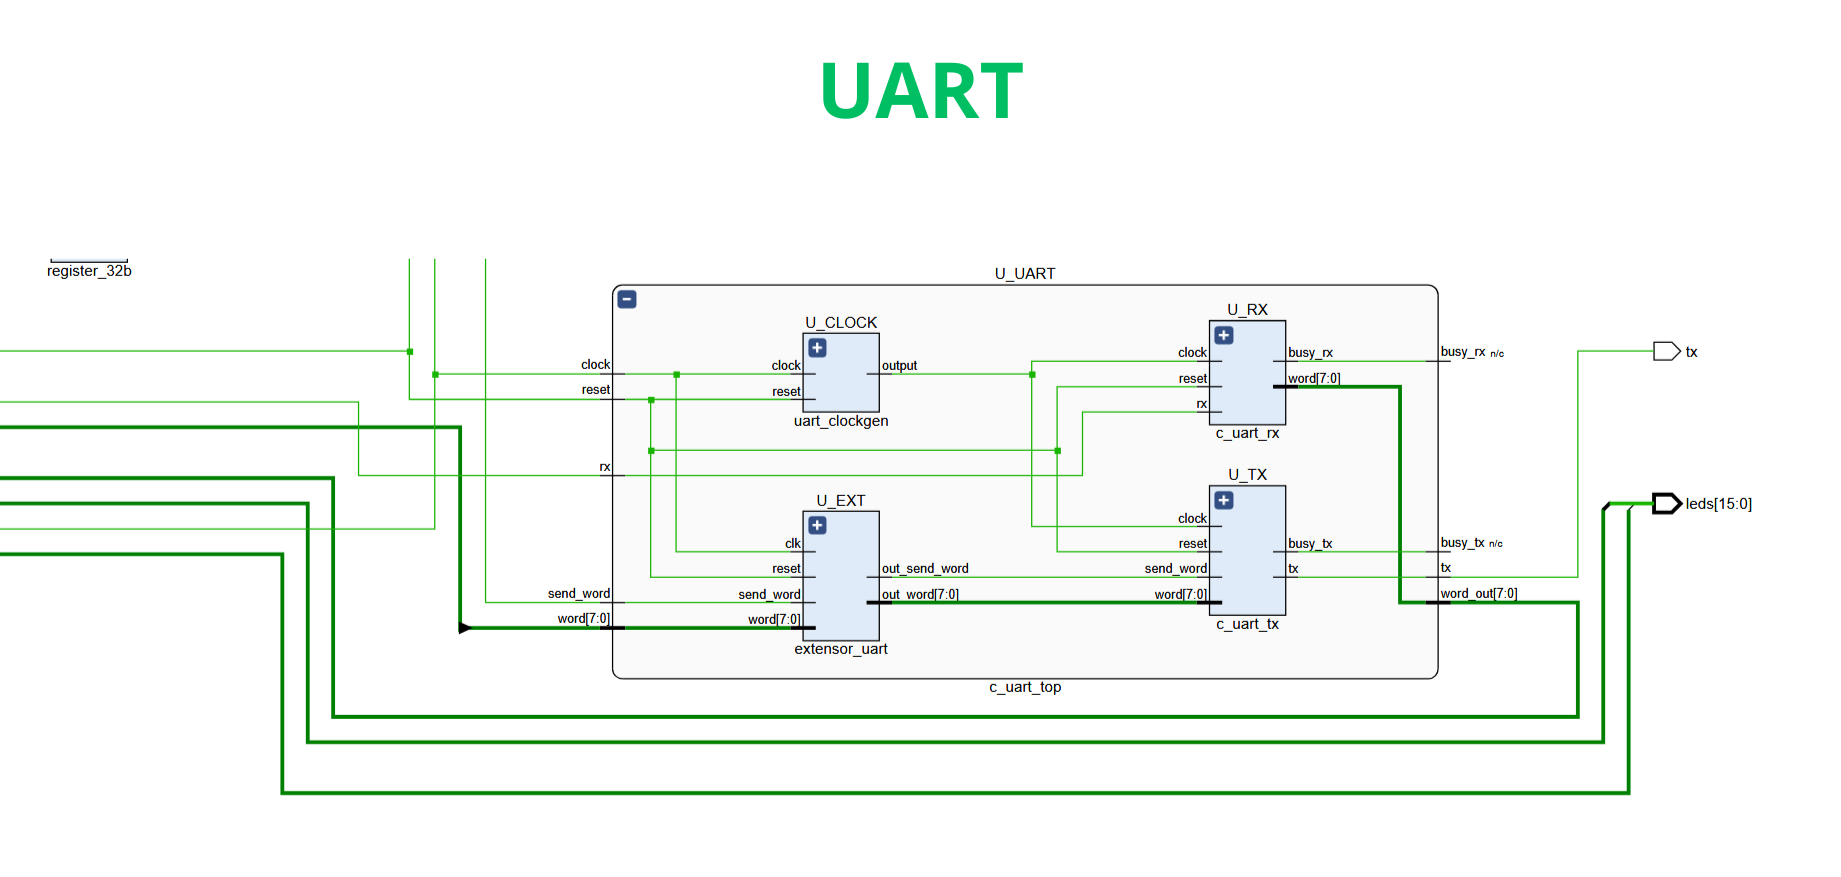 UART
register_32b
U_UART
U_CLOCK
clock
reset
output
uart_clockgen
clock
reset
rx
send_word
word[7:0]
U_EXT
clk
reset
send_word
word[7:0]
out_send_word
out_word[7:0]
extensor_uart
U_RX
clock
reset
rx
busy_rx
word[7:0]
c_uart_rx
U_TX
clock
reset
send_word
word[7:0]
busy_tx
tx
c_uart_tx
busy_rx n/c
busy_tx n/c
tx
word_out[7:0]
c_uart_top
tx
leds[15:0]